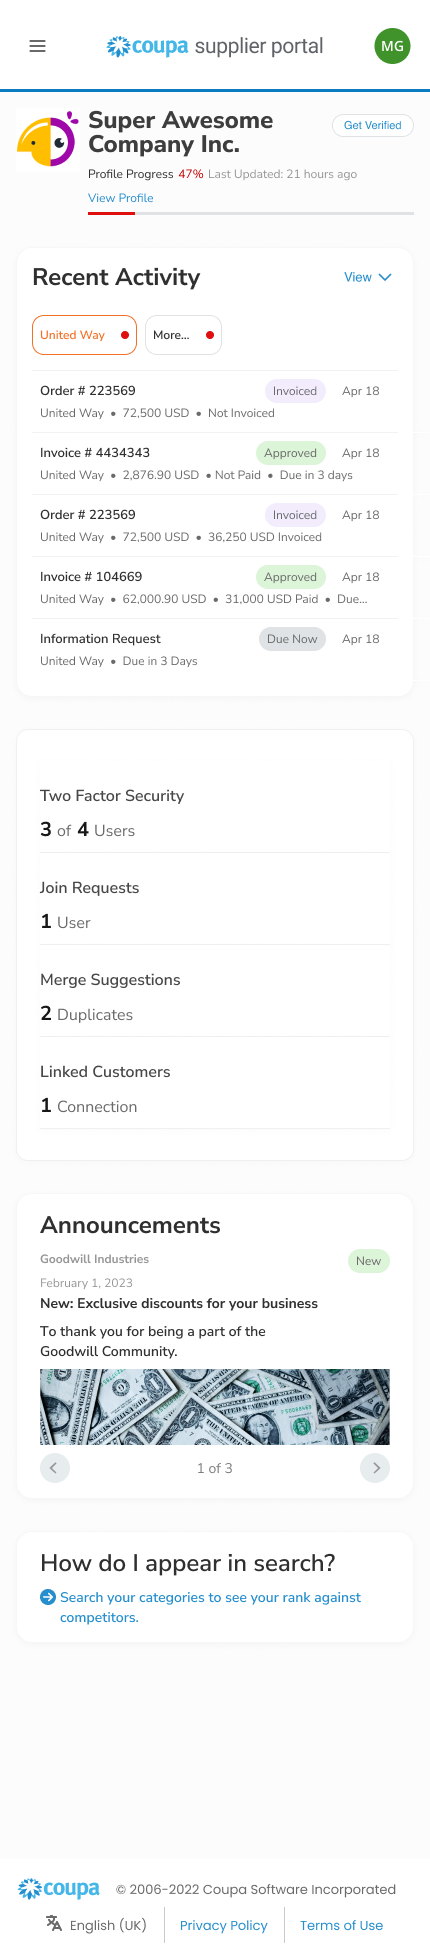 coupa supplier portal
MG
Super Awesome
Company Inc.
Get Verified
Profile Progress 47% Last Updated: 21 hours ago
View Profile
Recent Activity
View
United Way
More...
Order # 223569 Invoiced Apr 18
United Way • 72,500 USD • Not Invoiced
Invoice # 4434343 Approved Apr 18
United Way • 2,876.90 USD • Not Paid • Due in 3 days
Order # 223569 Invoiced Apr 18
United Way • 72,500 USD • 36,250 USD Invoiced
Invoice # 104669 Approved Apr 18
United Way • 62,000.90 USD • 31,000 USD Paid • Due...
Information Request Due Now Apr 18
United Way • Due in 3 Days
Two Factor Security
3 of 4 Users
Join Requests
1 User
Merge Suggestions
2 Duplicates
Linked Customers
1 Connection
Announcements
Goodwill Industries
New
February 1, 2023
New: Exclusive discounts for your business
To thank you for being a part of the
Goodwill Community.
1 of 3
How do I appear in search?
Search your categories to see your rank against
competitors.
coupa © 2006-2022 Coupa Software Incorporated
English (UK) Privacy Policy Terms of Use